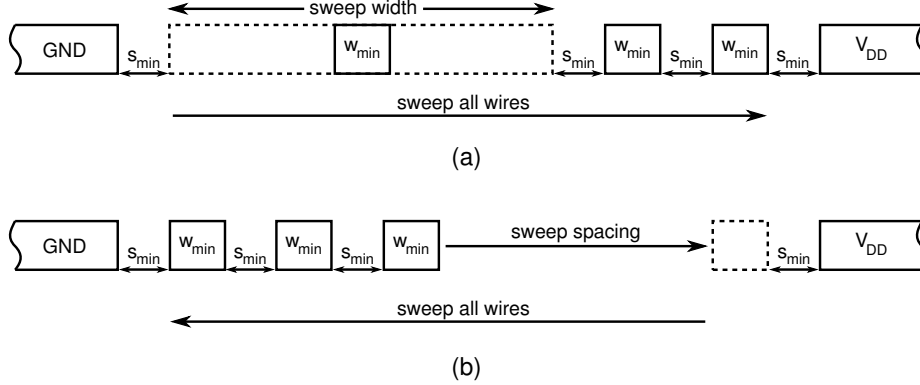 sweep width
GND s_min w_min s_min w_min s_min w_min s_min V_DD
sweep all wires
(a)
GND s_min w_min s_min w_min s_min w_min sweep spacing s_min V_DD
sweep all wires
(b)